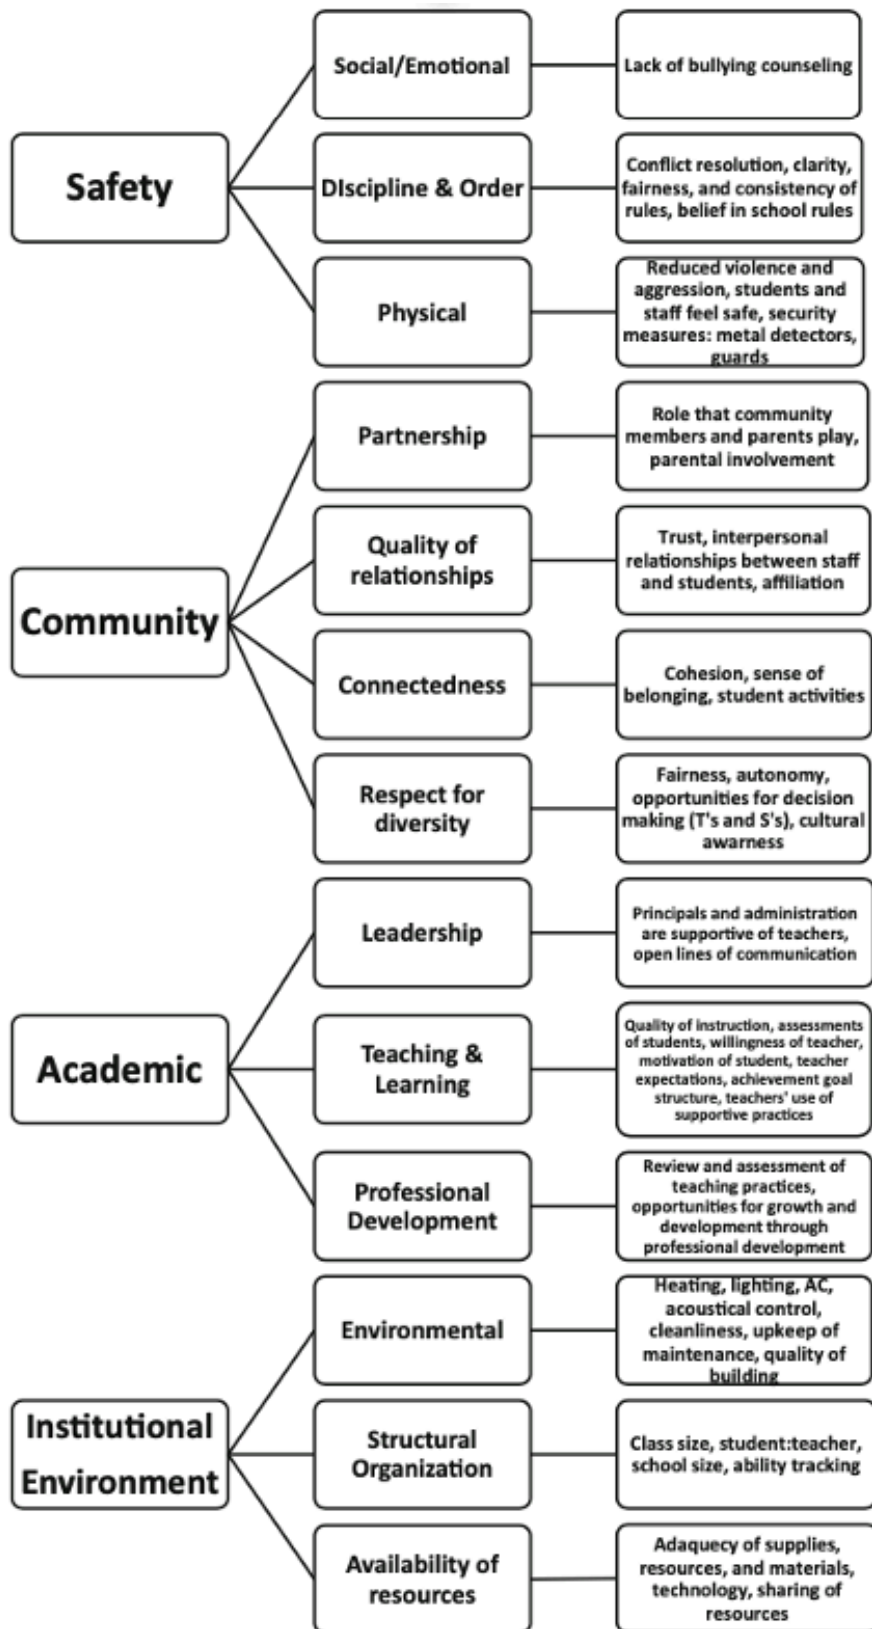 Safety
Social/Emotional
Lack of bullying counseling
DIscipline & Order
Conflict resolution, clarity,
fairness, and consistency of
rules, belief in school rules
Physical
Reduced violence and
aggression, students and
staff feel safe, security
measures: metal detectors,
guards
Community
Partnership
Role that community
members and parents play,
parental involvement
Quality of
relationships
Trust, interpersonal
relationships between staff
and students, affiliation
Connectedness
Cohesion, sense of
belonging, student activities
Respect for
diversity
Fairness, autonomy,
opportunities for decision
making (T's and S's), cultural
awarness
Academic
Leadership
Principals and administration
are supportive of teachers,
open lines of communication
Teaching &
Learning
Quality of instruction, assessments
of students, willingness of teacher,
motivation of student, teacher
expectations, achievement goal
structure, teachers' use of
supportive practices
Professional
Development
Review and assessment of
teaching practices,
opportunities for growth and
development through
professional development
Institutional
Environment
Environmental
Heating, lighting, AC,
acoustical control,
cleanliness, upkeep of
maintenance, quality of
building
Structural
Organization
Class size, student:teacher,
school size, ability tracking
Availability of
resources
Adaquecy of supplies,
resources, and materials,
technology, sharing of
resources